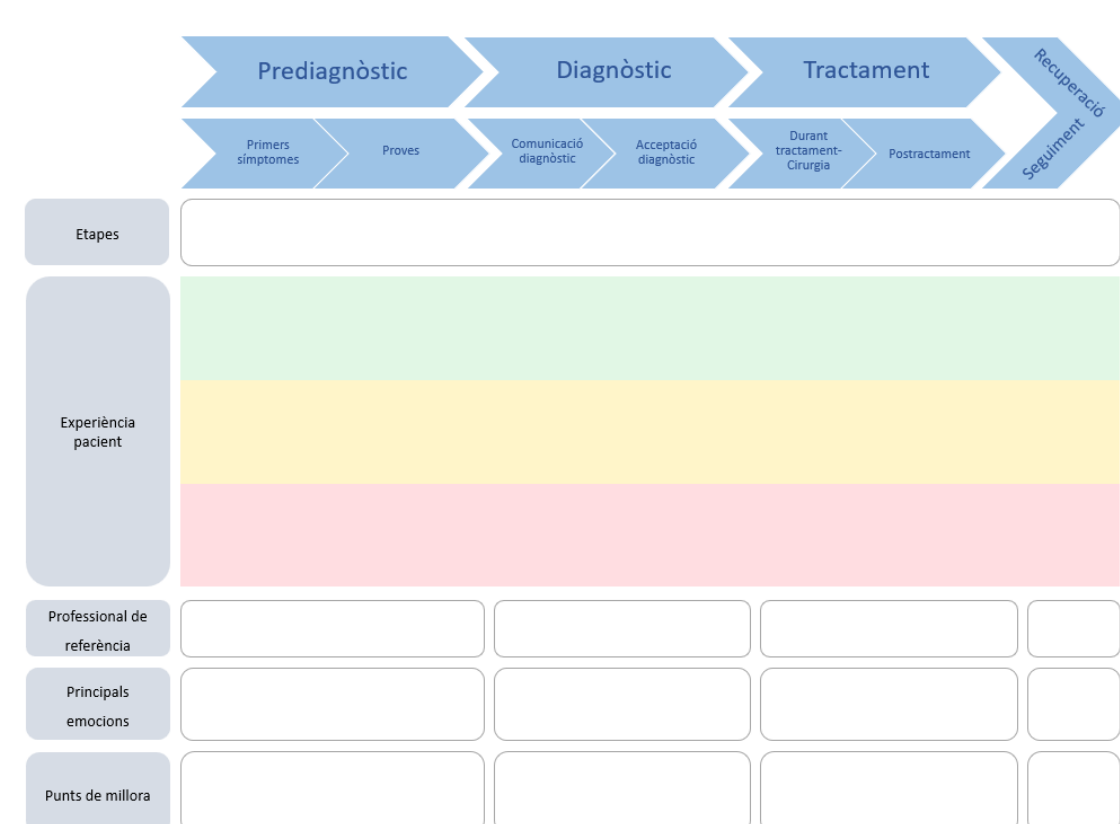 Prediagnòstic
Diagnòstic
Tractament
Recuperació
Seguiment
Primers
símptomes
Proves
Comunicació
diagnòstic
Acceptació
diagnòstic
Durant
tractament-
Cirurgia
Postractament
Etapes
Experiència
pacient
Professional de
referència
Principals
emocions
Punts de millora